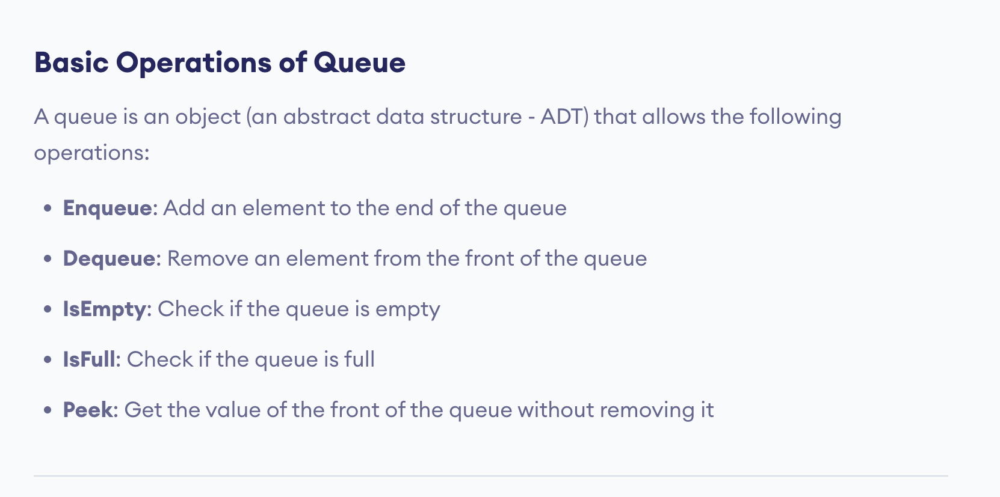 Basic Operations of Queue
A queue is an object (an abstract data structure - ADT) that allows the following
operations:
• Enqueue: Add an element to the end of the queue
• Dequeue: Remove an element from the front of the queue
• IsEmpty: Check if the queue is empty
• IsFull: Check if the queue is full
• Peek: Get the value of the front of the queue without removing it